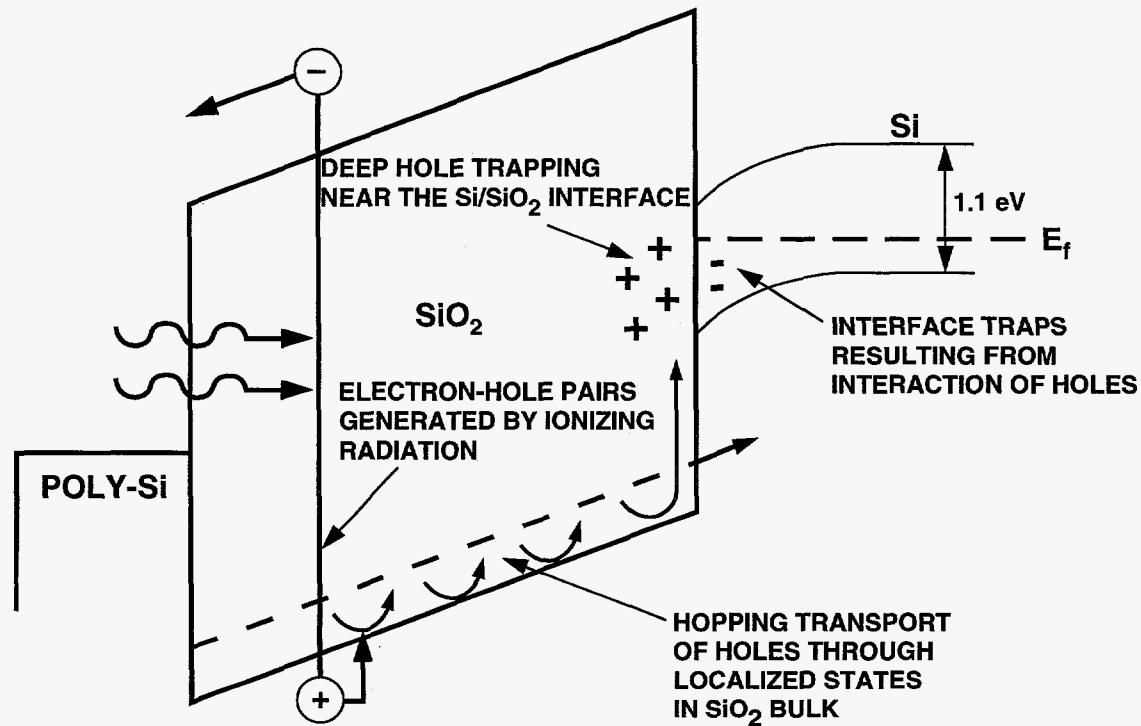 −
Si
DEEP HOLE TRAPPING
NEAR THE Si/SiO₂ INTERFACE
1.1 eV
E_f
+
+
+
+
-
-
SiO₂
INTERFACE TRAPS
RESULTING FROM
INTERACTION OF HOLES
ELECTRON-HOLE PAIRS
GENERATED BY IONIZING
RADIATION
POLY-Si
HOPPING TRANSPORT
OF HOLES THROUGH
LOCALIZED STATES
IN SiO₂ BULK
+